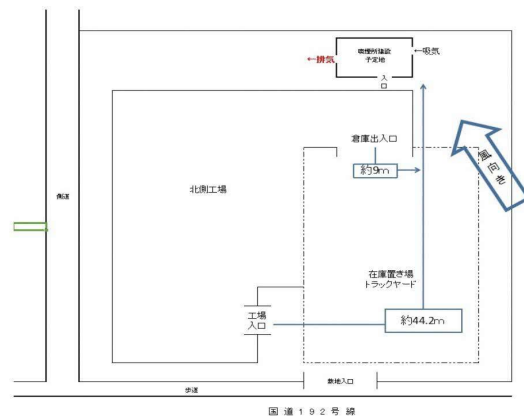 喫煙所建設
予定地
←吸気
←排気
入
口
倉庫出入口
約9m
風向き
北側工場
側道
在庫置き場
トラックヤード
工場
入口
約44.2m
敷地入口
歩道
国道192号線